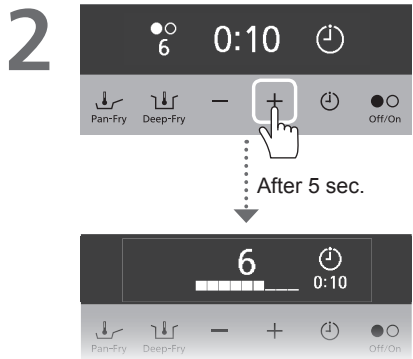 2
6 0:10
Pan-Fry Deep-Fry − + Off/On
After 5 sec.
6
0:10
Pan-Fry Deep-Fry − + Off/On